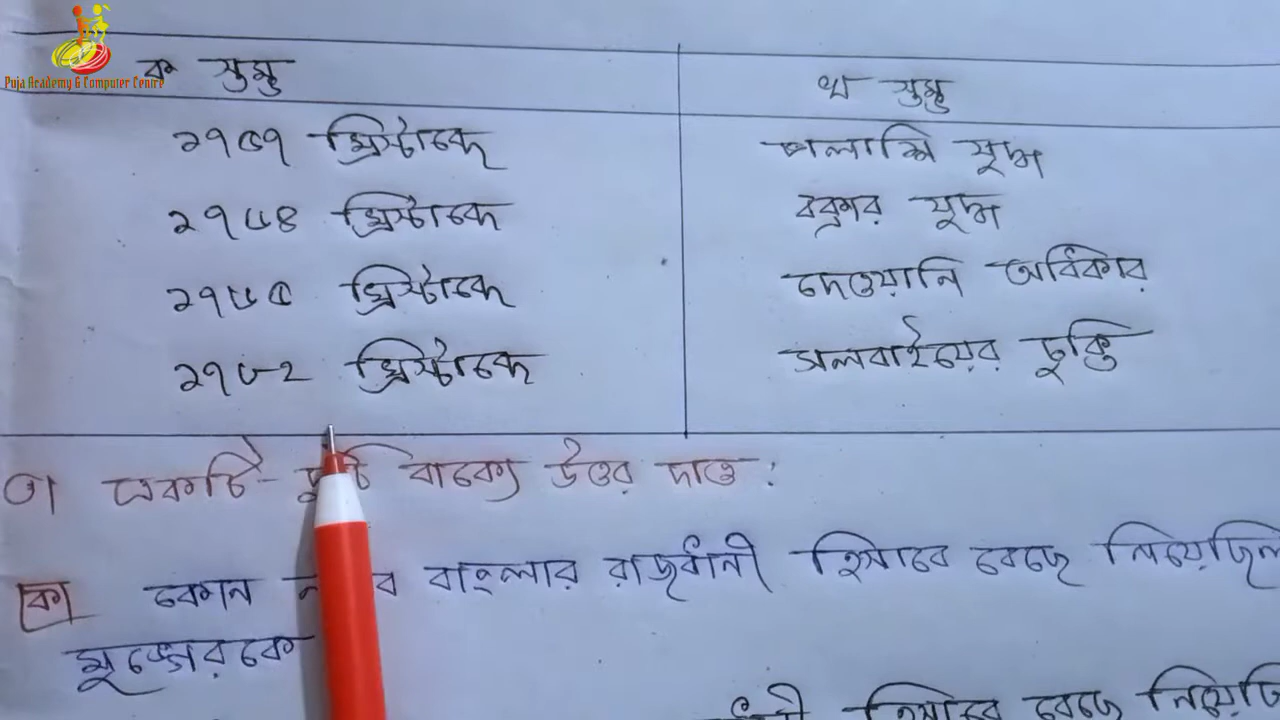 Puja Academy & Computer Centre
ক স্তম্ভ খ স্তম্ভ
১৭৫৭ খ্রিস্টাব্দে পলাশি যুদ্ধ
১৭৬৪ খ্রিস্টাব্দে বক্সার যুদ্ধ
১৭৬৫ খ্রিস্টাব্দে দেওয়ানি অধিকার
১৭৮২ খ্রিস্টাব্দে সলবাইয়ের চুক্তি
৩। একটি - দুটি বাক্যে উত্তর দাও :
ক। কোন বাংলার রাজধানী হিসাবে বেছে
মুঙ্গেরকে
হিসাবে বেছে